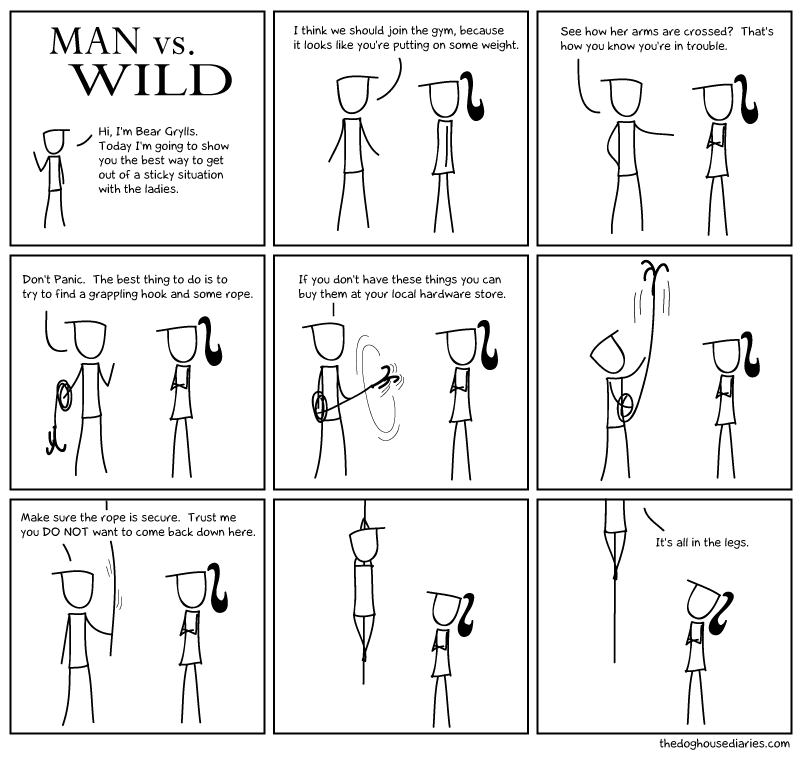 MAN vs.
WILD
Hi, I'm Bear Grylls.
Today I'm going to show
you the best way to get
out of a sticky situation
with the ladies.
I think we should join the gym, because
it looks like you're putting on some weight.
See how her arms are crossed? That's
how you know you're in trouble.
Don't Panic. The best thing to do is to
try to find a grappling hook and some rope.
If you don't have these things you can
buy them at your local hardware store.
Make sure the rope is secure. Trust me
you DO NOT want to come back down here.
It's all in the legs.
thedoghousediaries.com